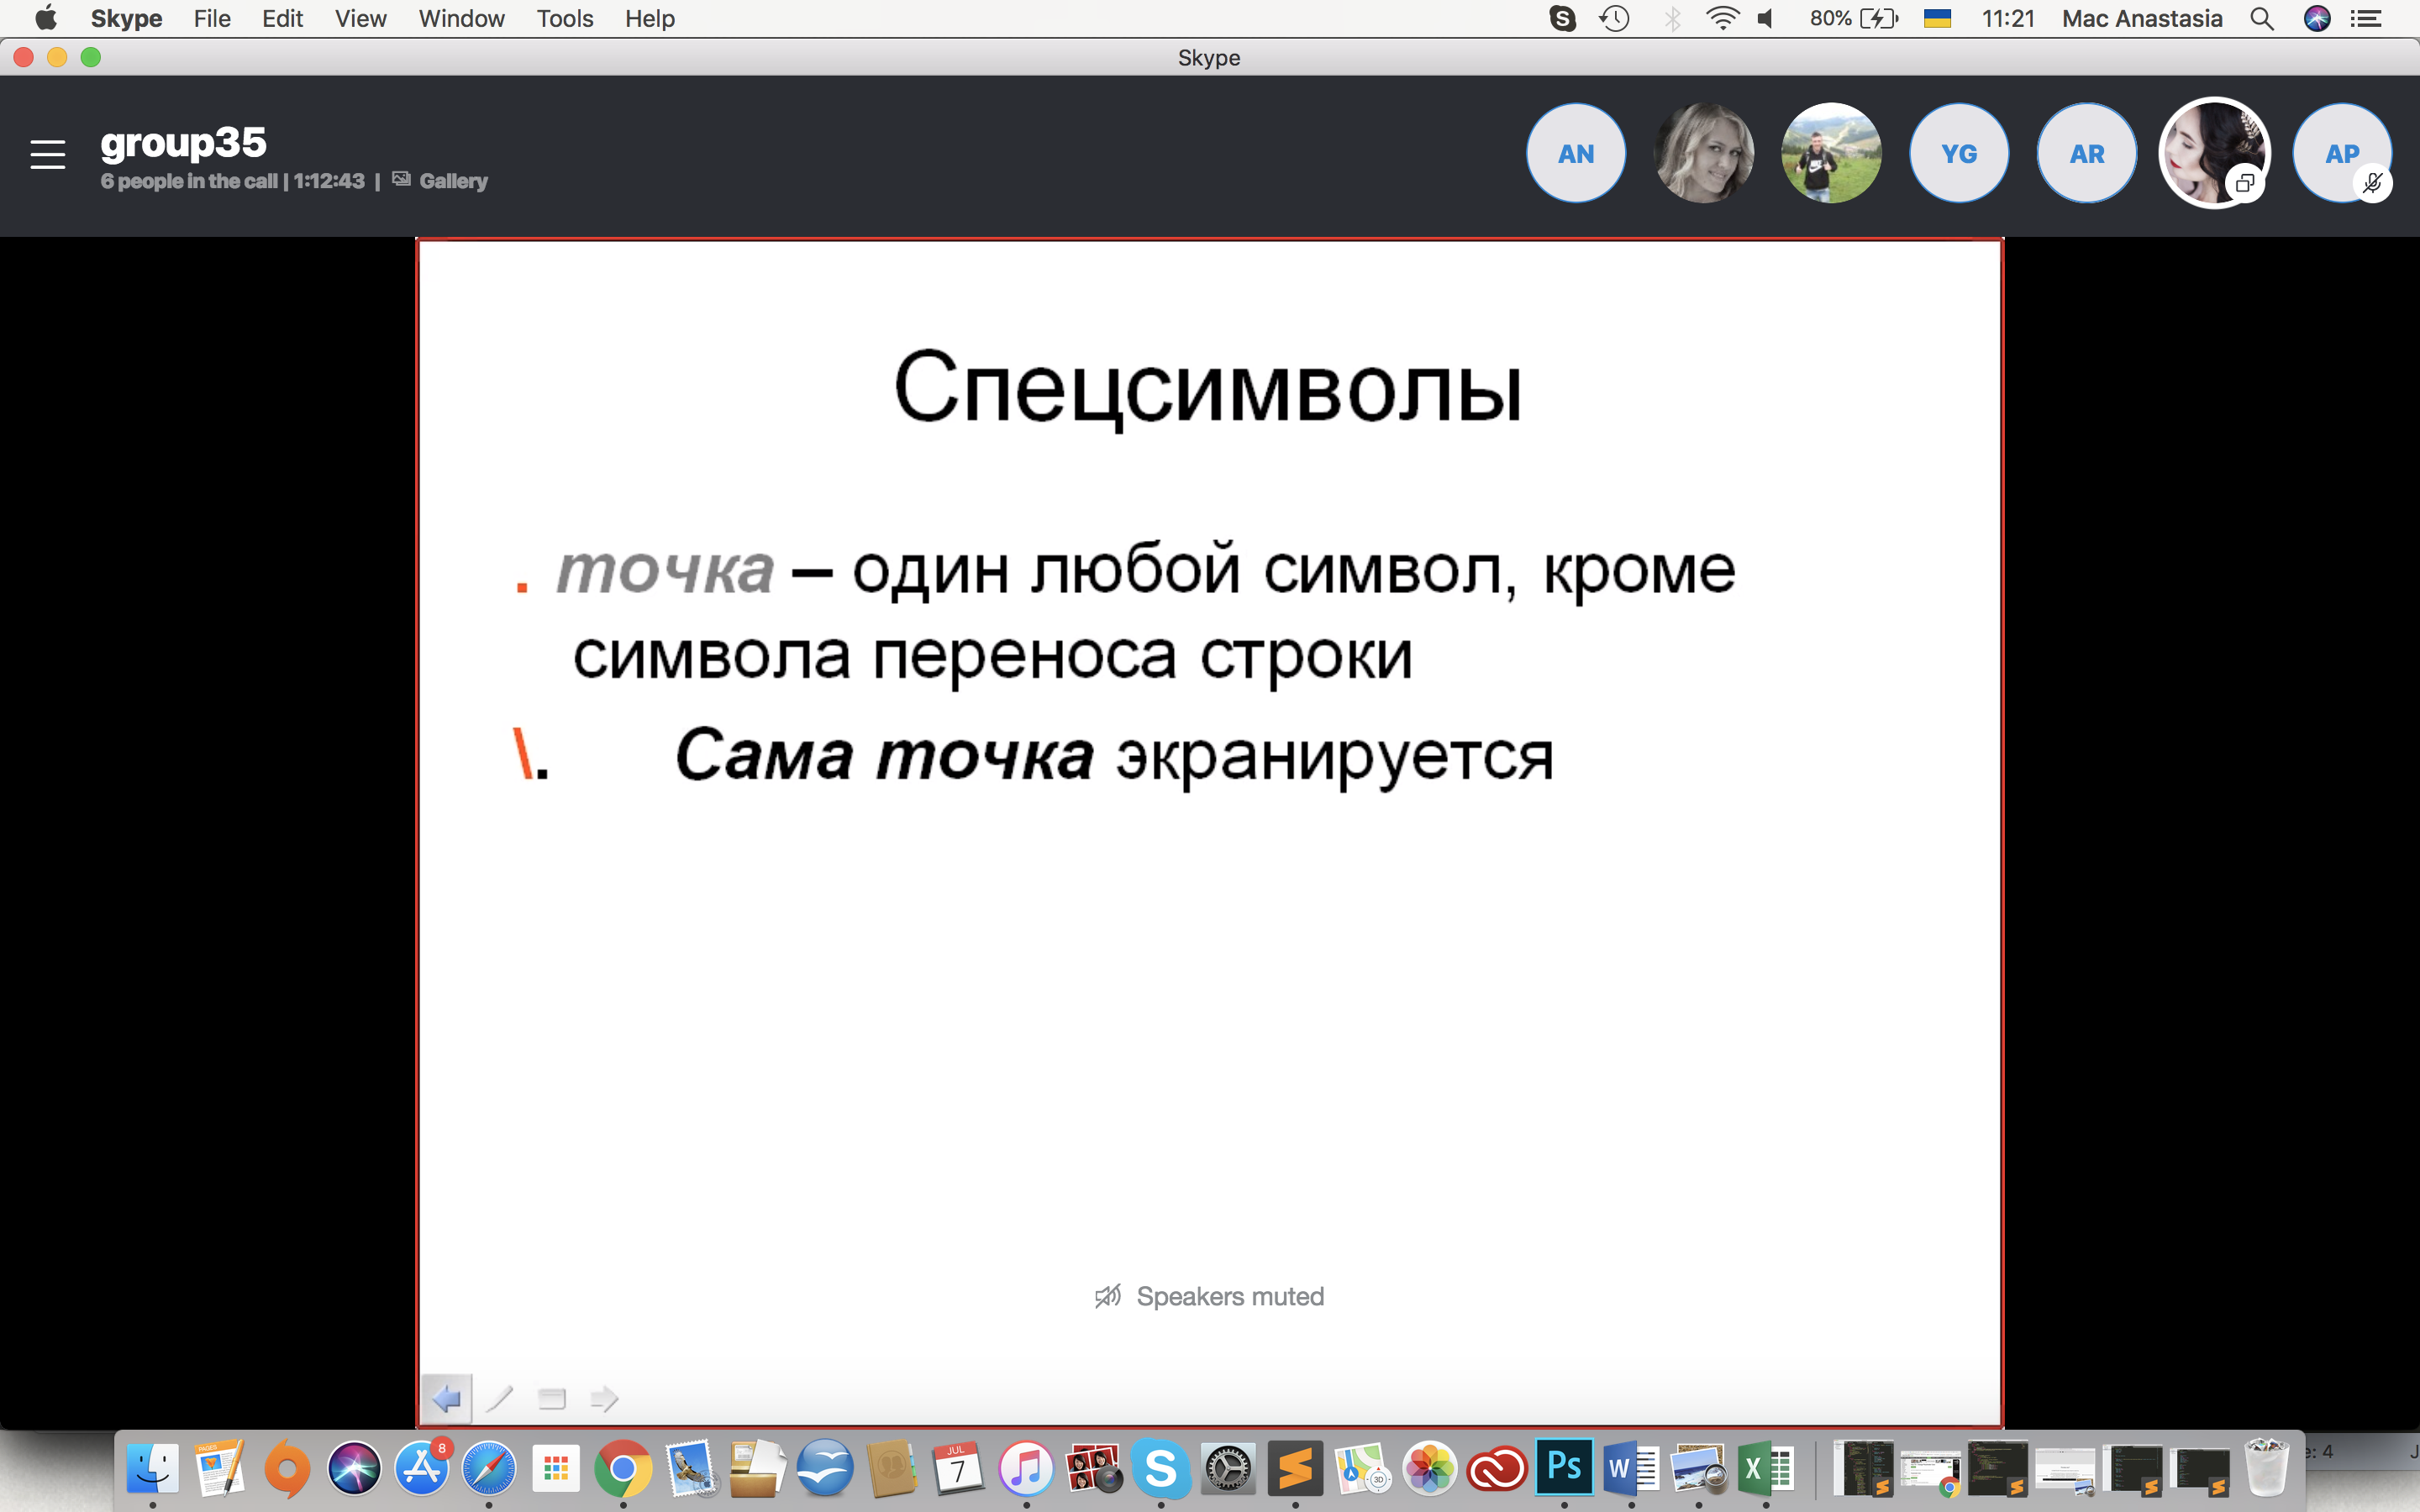 Skype File Edit View Window Tools Help 80% 11:21 Mac Anastasia
Skype
group35
6 people in the call | 1:12:43 | Gallery
AN YG AR AP
Спецсимволы
. точка – один любой символ, кроме
символа переноса строки
\. Сама точка экранируется
Speakers muted
PAGES 8 JUL 7 3D Ps W X
e: 4